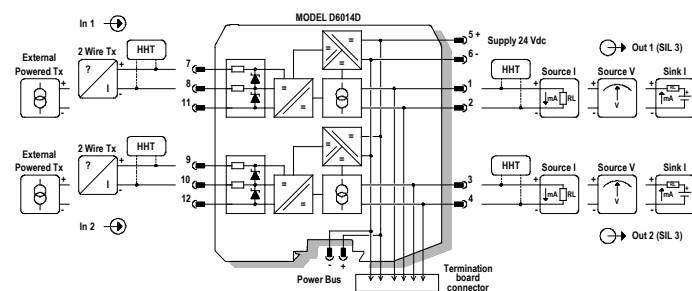 MODEL D6014D
In 1
5 +
Supply 24 Vdc
6 -
Out 1 (SIL 3)
External
Powered Tx
2 Wire Tx
HHT
7
8
11
1
2
HHT
Source I
Source V
Sink I
+
?
I
-
+
-
+
mA
RL
-
+
V
-
+
mA
RL
-
External
Powered Tx
2 Wire Tx
HHT
9
10
12
3
4
HHT
Source I
Source V
Sink I
+
?
I
-
+
-
+
mA
RL
-
+
V
-
+
mA
RL
-
In 2
Out 2 (SIL 3)
- +
Power Bus
Termination
board
connector